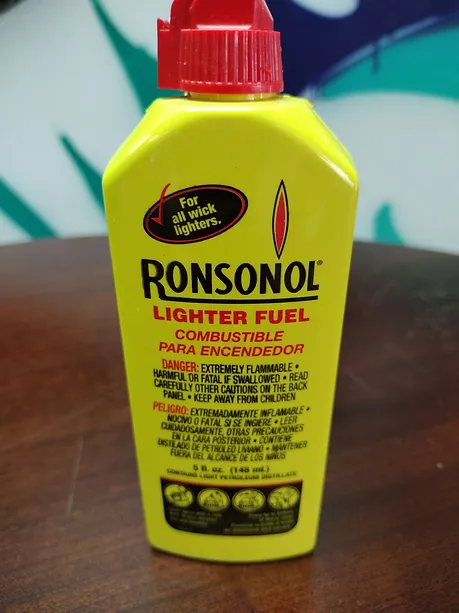 For
all wick
lighters.
RONSONOL®
LIGHTER FUEL
COMBUSTIBLE
PARA ENCENDEDOR
DANGER: EXTREMELY FLAMMABLE •
HARMFUL OR FATAL IF SWALLOWED • READ
CAREFULLY OTHER CAUTIONS ON THE BACK
PANEL • KEEP AWAY FROM CHILDREN
PELIGRO: EXTREMADAMENTE INFLAMABLE •
NOCIVO O FATAL SI SE INGIERE • LEER
CUIDADOSAMENTE, OTRAS PRECAUCIONES
EN LA CARA POSTERIOR • CONTIENE
DISTILADO DE PETROLEO LIVIANO • MANTENER
FUERA DEL ALCANCE DE LOS NIÑOS
5 fl. oz. (148 mL)
CONTAINS LIGHT PETROLEUM DISTILLATE